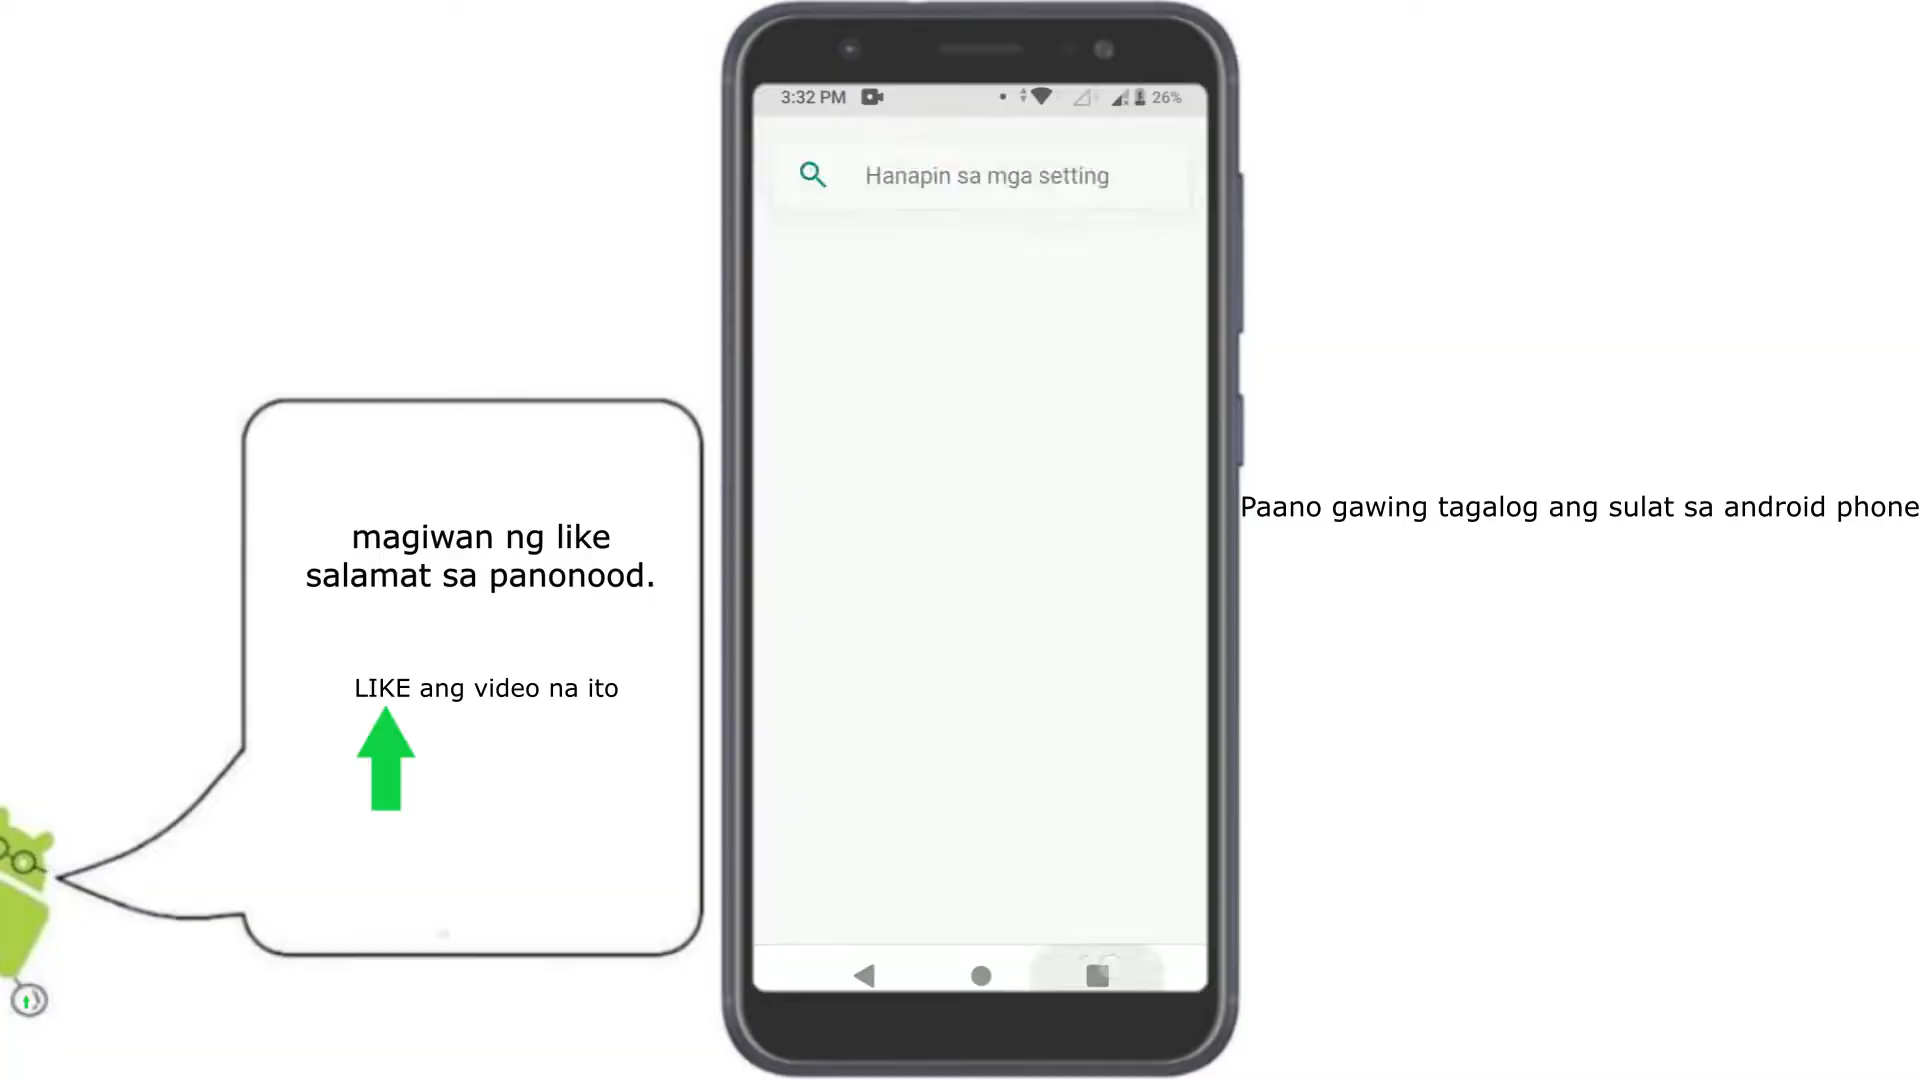 3:32 PM
26%
Hanapin sa mga setting
magiwan ng like
salamat sa panonood.
LIKE ang video na ito
Paano gawing tagalog ang sulat sa android phone